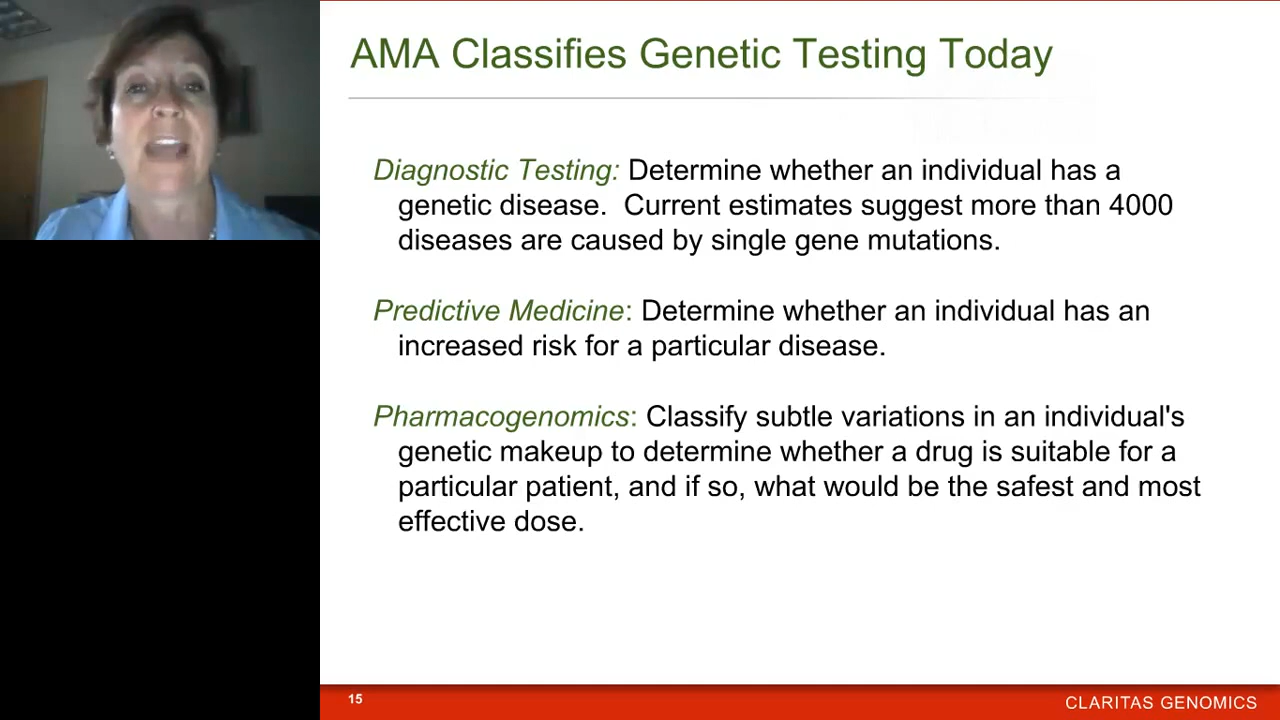 AMA Classifies Genetic Testing Today
Diagnostic Testing: Determine whether an individual has a
genetic disease.  Current estimates suggest more than 4000
diseases are caused by single gene mutations.
Predictive Medicine: Determine whether an individual has an
increased risk for a particular disease.
Pharmacogenomics: Classify subtle variations in an individual's
genetic makeup to determine whether a drug is suitable for a
particular patient, and if so, what would be the safest and most
effective dose.
15
CLARITAS GENOMICS